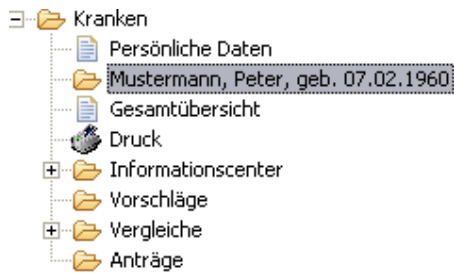 Kranken
Persönliche Daten
Mustermann, Peter, geb. 07.02.1960
Gesamtübersicht
Druck
Informationscenter
Vorschläge
Vergleiche
Anträge